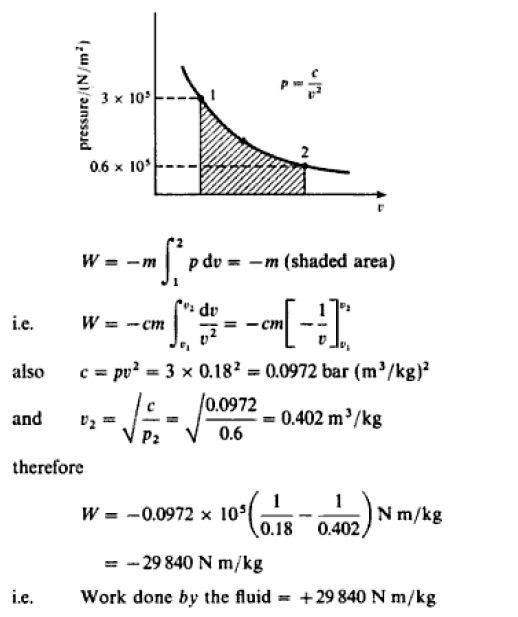 pressure/(N/m²)
3 × 10⁵
0.6 × 10⁵
1
2
p = c/v²
v
W = −m ∫₁² p dv = −m (shaded area)
i.e. W = −cm ∫_{v₁}^{v₂} dv/v² = −cm[−1/v]_{v₁}^{v₂}
also c = pv² = 3 × 0.18² = 0.0972 bar (m³/kg)²
and v₂ = √(c/p₂) = √(0.0972/0.6) = 0.402 m³/kg
therefore
W = −0.0972 × 10⁵(1/0.18 − 1/0.402) N m/kg
= −29 840 N m/kg
i.e. Work done by the fluid = +29 840 N m/kg